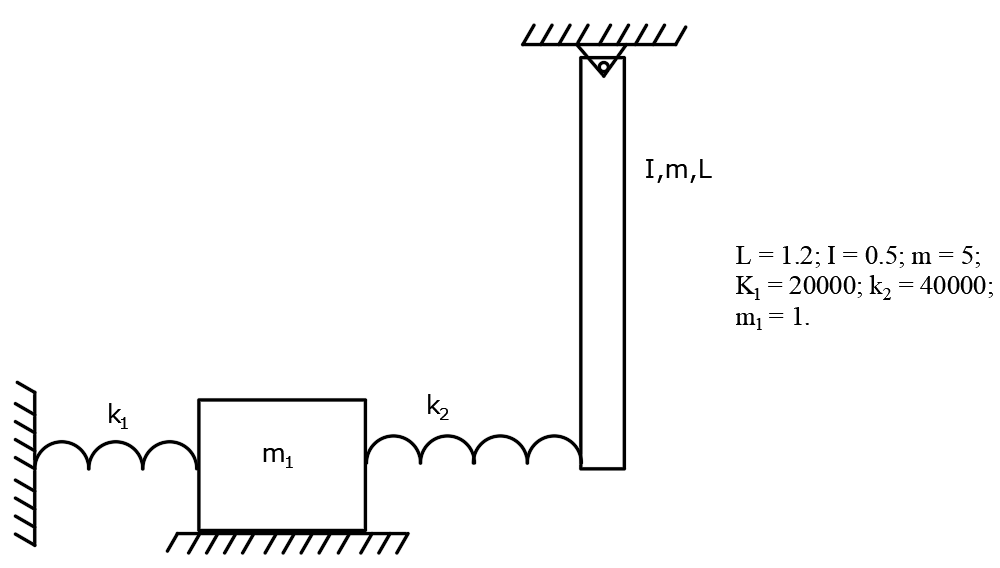 I,m,L
L = 1.2; I = 0.5; m = 5;
K₁ = 20000; k₂ = 40000;
m₁ = 1.
k₁
k₂
m₁